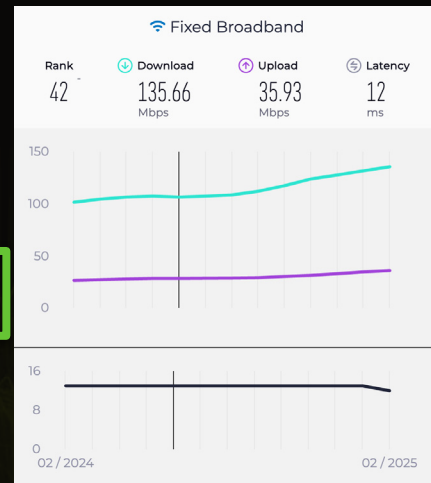 Fixed Broadband
Rank Download Upload Latency
42 - 135.66 35.93 12
Mbps Mbps ms
150
100
50
0
16
8
0
02 / 2024 02 / 2025